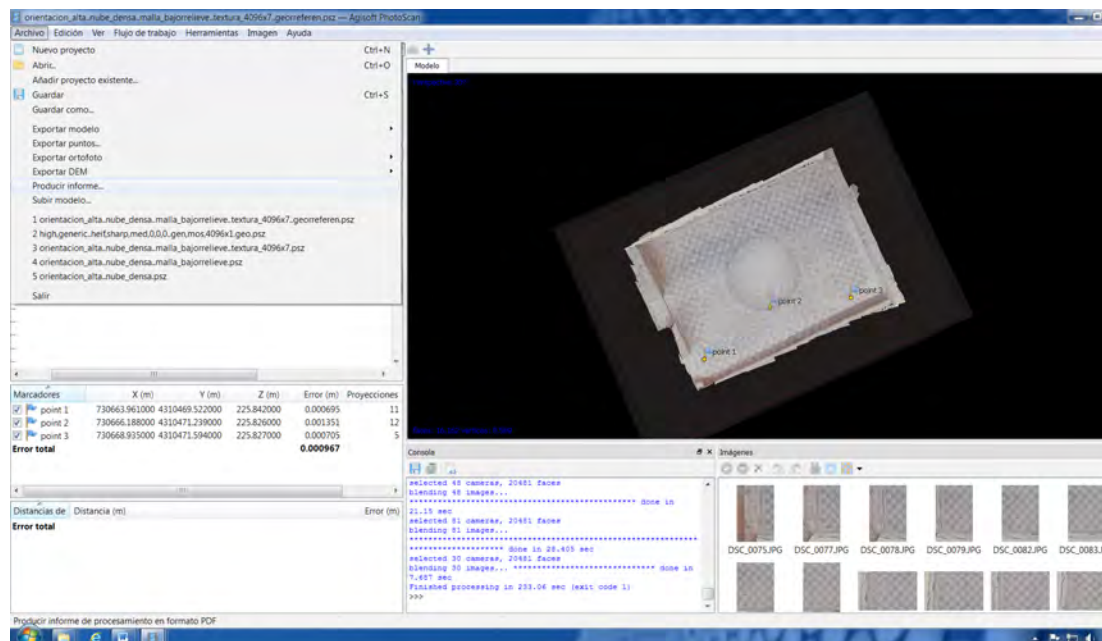 orientacion_alta..nube_densa..malla_bajorrelieve..textura_4096x7..georreferen.psz — Agisoft PhotoScan
Archivo Edición Ver Flujo de trabajo Herramientas Imagen Ayuda
Nuevo proyecto Ctrl+N
Abrir... Ctrl+O
Añadir proyecto existente...
Guardar Ctrl+S
Guardar como...
Exportar modelo
Exportar puntos...
Exportar ortofoto
Exportar DEM
Producir informe...
Subir modelo...
1 orientacion_alta..nube_densa..malla_bajorrelieve..textura_4096x7..georreferen.psz
2 high,generic..heif,sharp,med,0,0,0..gen,mos,4096x1.geo.psz
3 orientacion_alta..nube_densa..malla_bajorrelieve..textura_4096x7.psz
4 orientacion_alta..nube_densa..malla_bajorrelieve.psz
5 orientacion_alta..nube_densa.psz
Salir
Modelo
point 2
point 3
point 1
Marcadores X (m) Y (m) Z (m) Error (m) Proyecciones
point 1 730663.961000 4310469.522000 225.842000 0.000695 11
point 2 730666.188000 4310471.239000 225.826000 0.001351 12
point 3 730668.935000 4310471.594000 225.827000 0.000705 5
Error total 0.000967
Distancias de Distancia (m) Error (m)
Error total
Console
selected 48 cameras, 20481 faces
blending 48 images...
************************************************ done in
21.15 sec
selected 81 cameras, 20481 faces
blending 81 images...
*************************************************************
******************** done in 28.405 sec
selected 30 cameras, 20481 faces
blending 30 images... ****************************** done in
7.687 sec
Finished processing in 233.06 sec (exit code 1)
>>>
Imágenes
DSC_0075.JPG DSC_0077.JPG DSC_0078.JPG DSC_0079.JPG DSC_0082.JPG DSC_0083.J
Producir informe de procesamiento en formato PDF